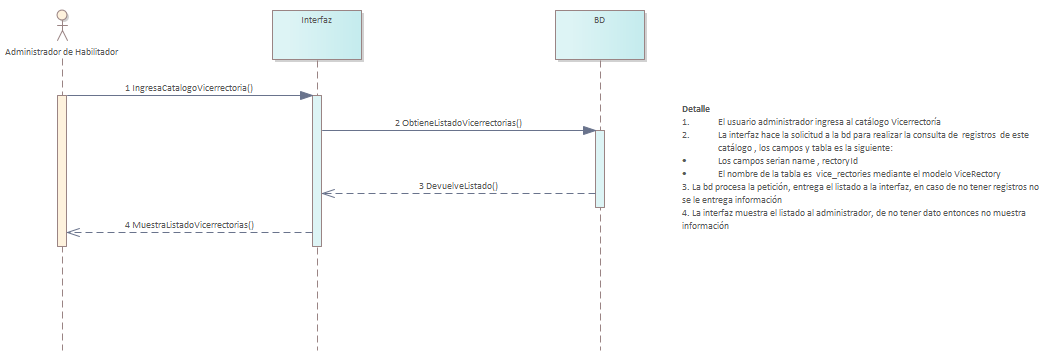 Interfaz
BD
Administrador de Habilitador
1 IngresaCatalogoVicerrectoria()
2 ObtieneListadoVicerrectorias()
3 DevuelveListado()
4 MuestraListadoVicerrectorias()
Detalle
1. El usuario administrador ingresa al catálogo Vicerrectoría
2. La interfaz hace la solicitud a la bd para realizar la consulta de registros de este
catálogo , los campos y tabla es la siguiente:
• Los campos serian name , rectoryId
• El nombre de la tabla es vice_rectories mediante el modelo ViceRectory
3. La bd procesa la petición, entrega el listado a la interfaz, en caso de no tener registros no
se le entrega información
4. La interfaz muestra el listado al administrador, de no tener dato entonces no muestra
información